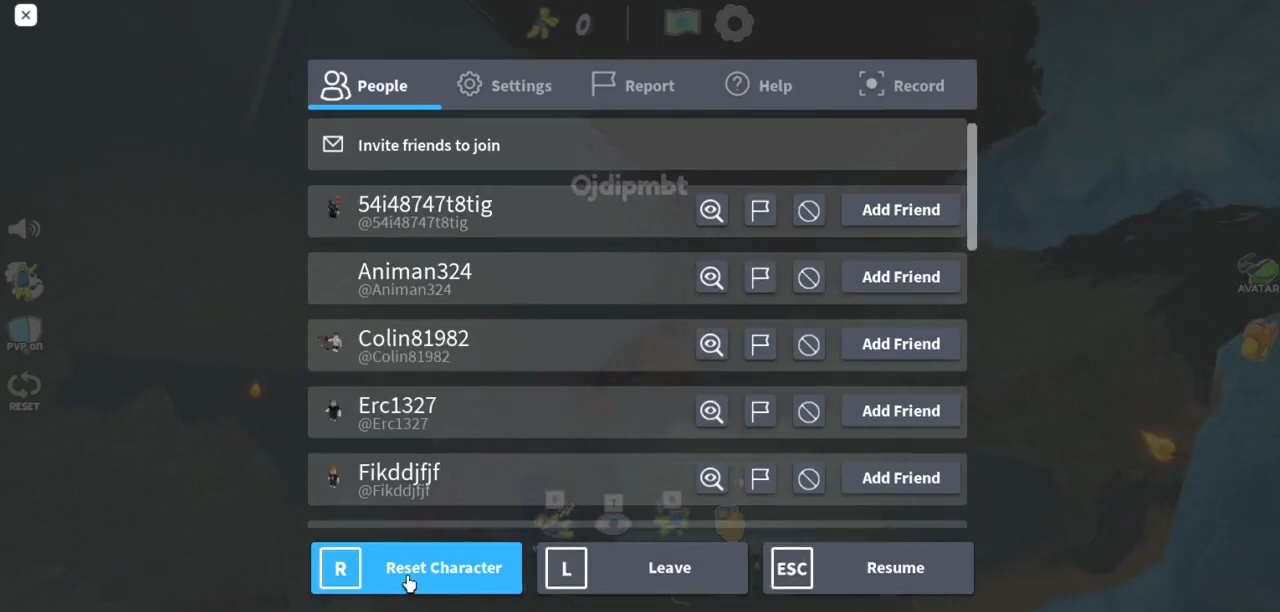 People
Settings
Report
Help
Record
Invite friends to join
Ojdipmbt
54i48747t8tig
@54i48747t8tig
Add Friend
Animan324
@Animan324
Add Friend
Colin81982
@Colin81982
Add Friend
Erc1327
@Erc1327
Add Friend
Fikddjfjf
@Fikddjfjf
Add Friend
PVP ON
RESET
AVATAR
T
R
Reset Character
L
Leave
ESC
Resume